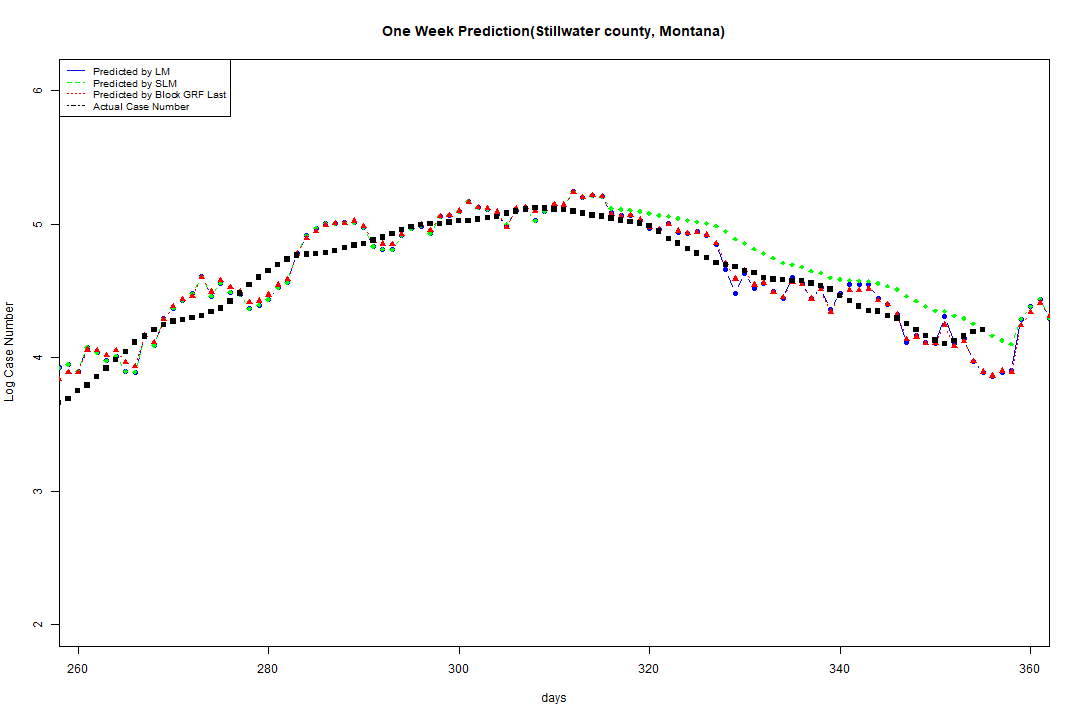 One Week Prediction(Stillwater county, Montana)
Predicted by LM
Predicted by SLM
Predicted by Block GRF Last
Actual Case Number
6
5
4
3
2
Log Case Number
260 280 300 320 340 360
days